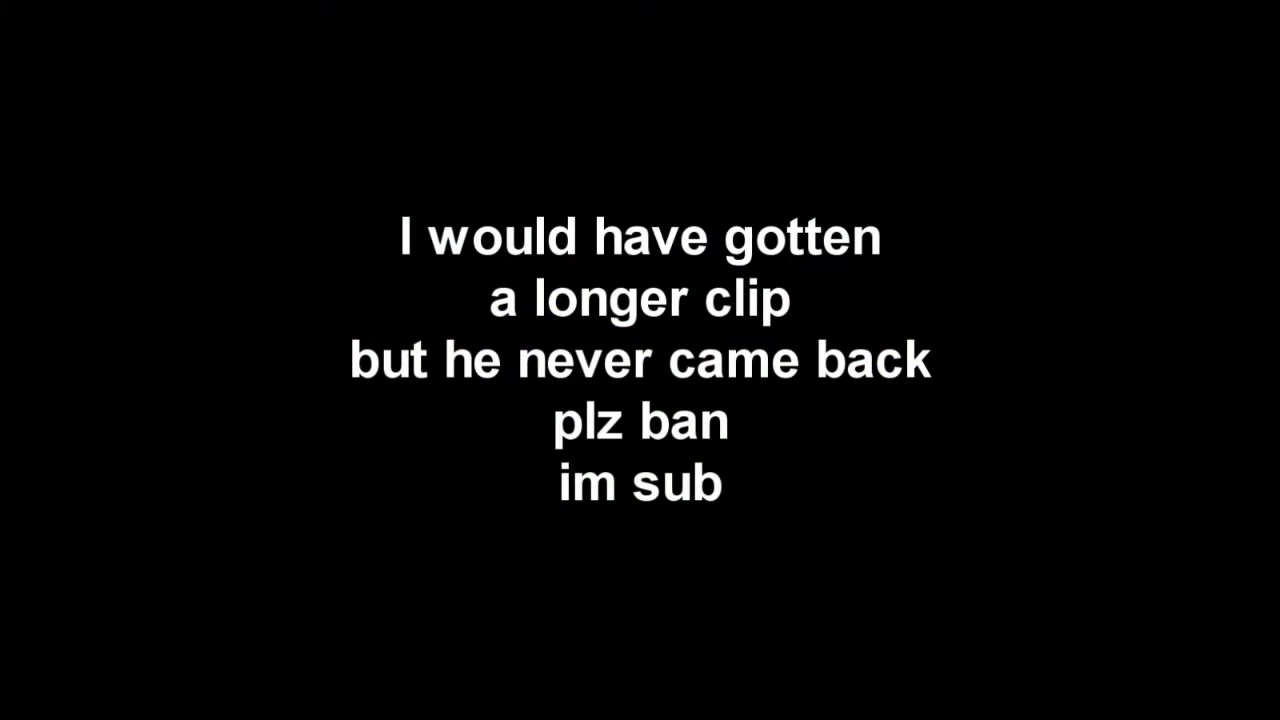 I would have gotten
a longer clip
but he never came back
plz ban
im sub